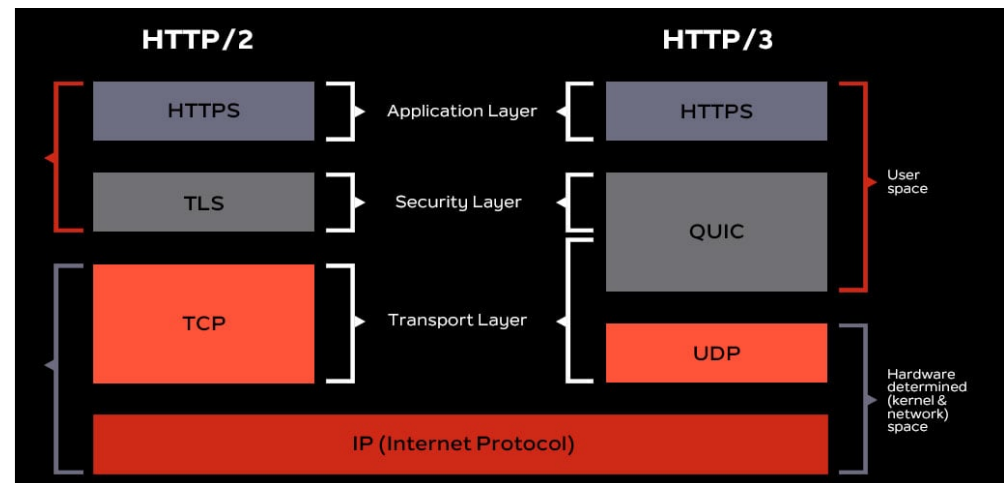 HTTP/2
HTTP/3
HTTPS
Application Layer
HTTPS
TLS
Security Layer
User
space
QUIC
TCP
Transport Layer
UDP
Hardware
determined
(kernel &
network)
space
IP (Internet Protocol)